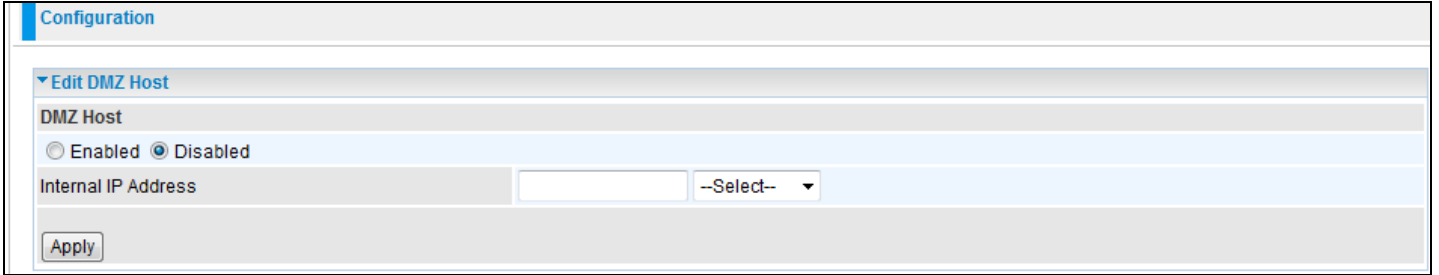 Configuration
Edit DMZ Host
DMZ Host
Enabled Disabled
Internal IP Address --Select--
Apply